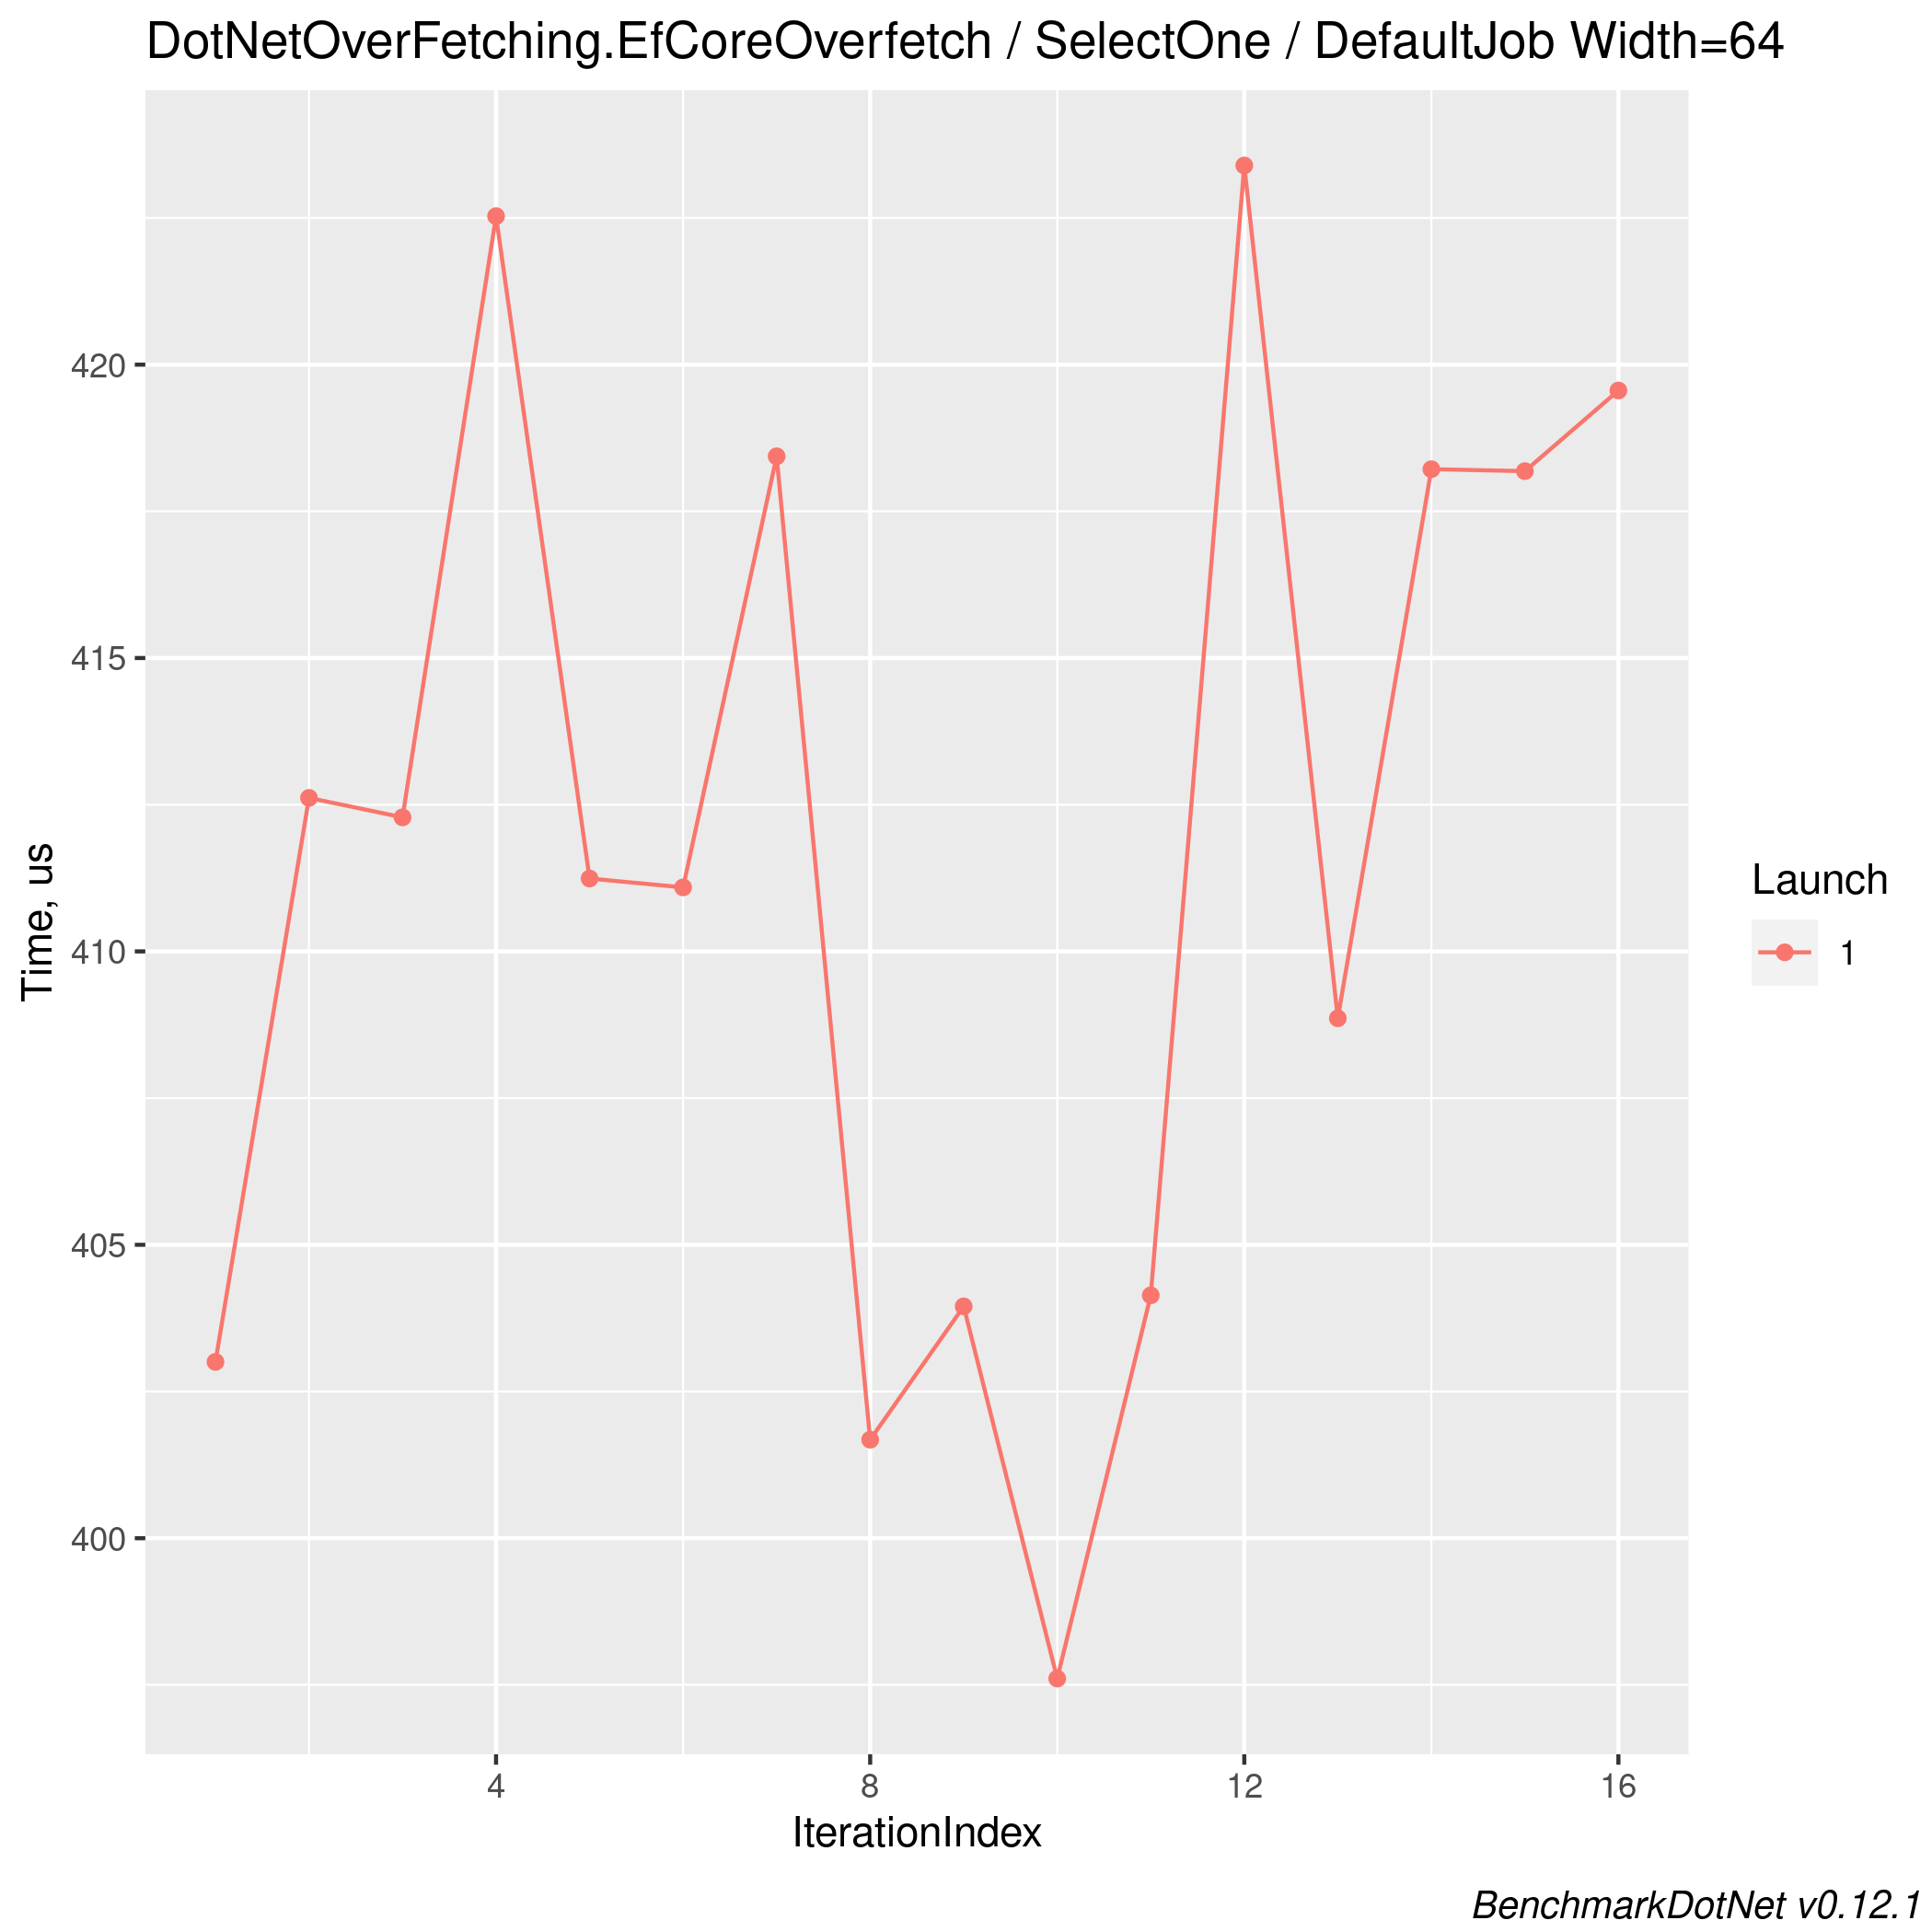 DotNetOverFetching.EfCoreOverfetch / SelectOne / DefaultJob Width=64
420
415
410
405
400
Time, us
4
8
12
16
IterationIndex
Launch
1
BenchmarkDotNet v0.12.1